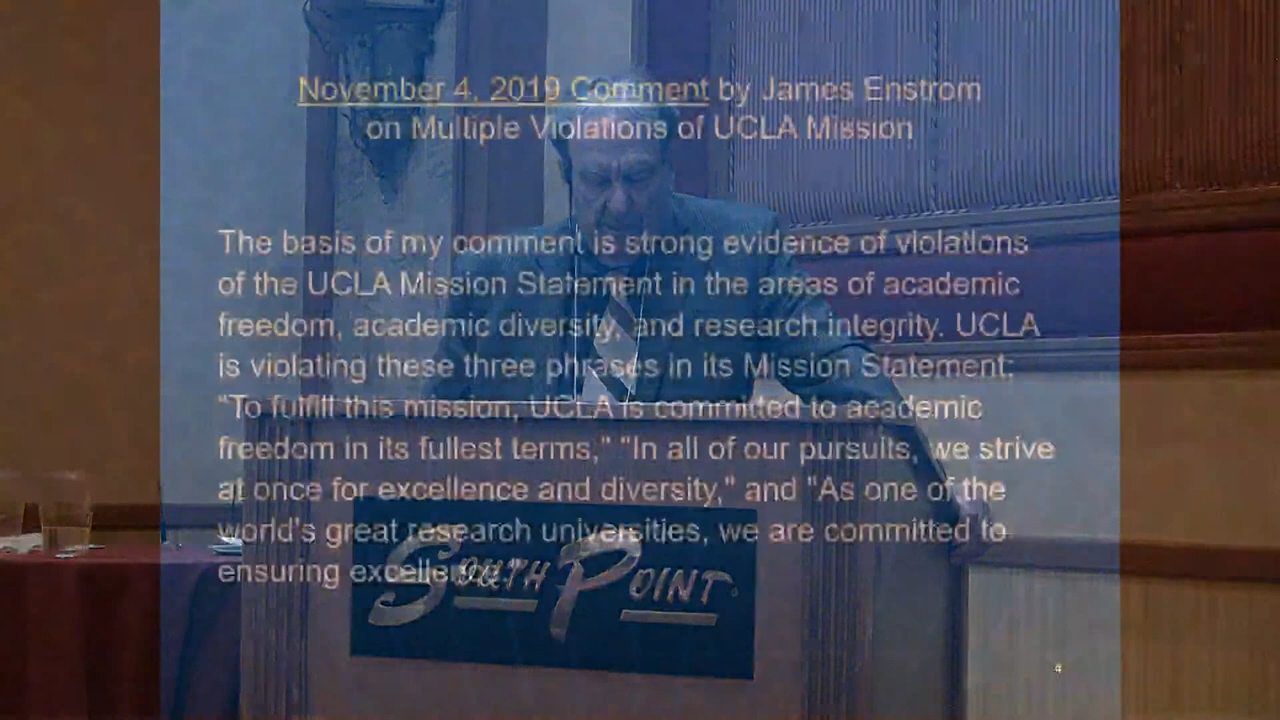 November 4, 2019 Comment by James Enstrom
on Multiple Violations of UCLA Mission
The basis of my comment is strong evidence of violations
of the UCLA Mission Statement in the areas of academic
freedom, academic diversity, and research integrity. UCLA
is violating these three phrases in its Mission Statement:
"To fulfill this mission, UCLA is committed to academic
freedom in its fullest terms," "In all of our pursuits, we strive
at once for excellence and diversity," and "As one of the
world's great research universities, we are committed to
ensuring
SOUTH POINT
4